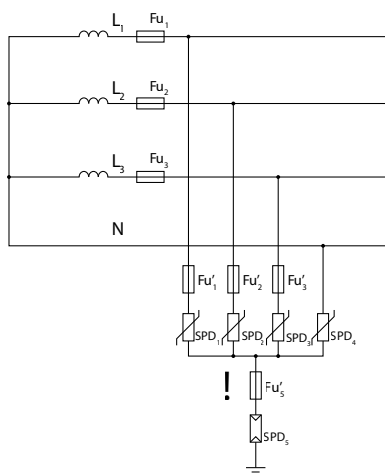 L1 Fu1
L2 Fu2
L3 Fu3
N
Fu'1 Fu'2 Fu'3
SPD1 SPD2 SPD3 SPD4
! Fu'5
SPD5